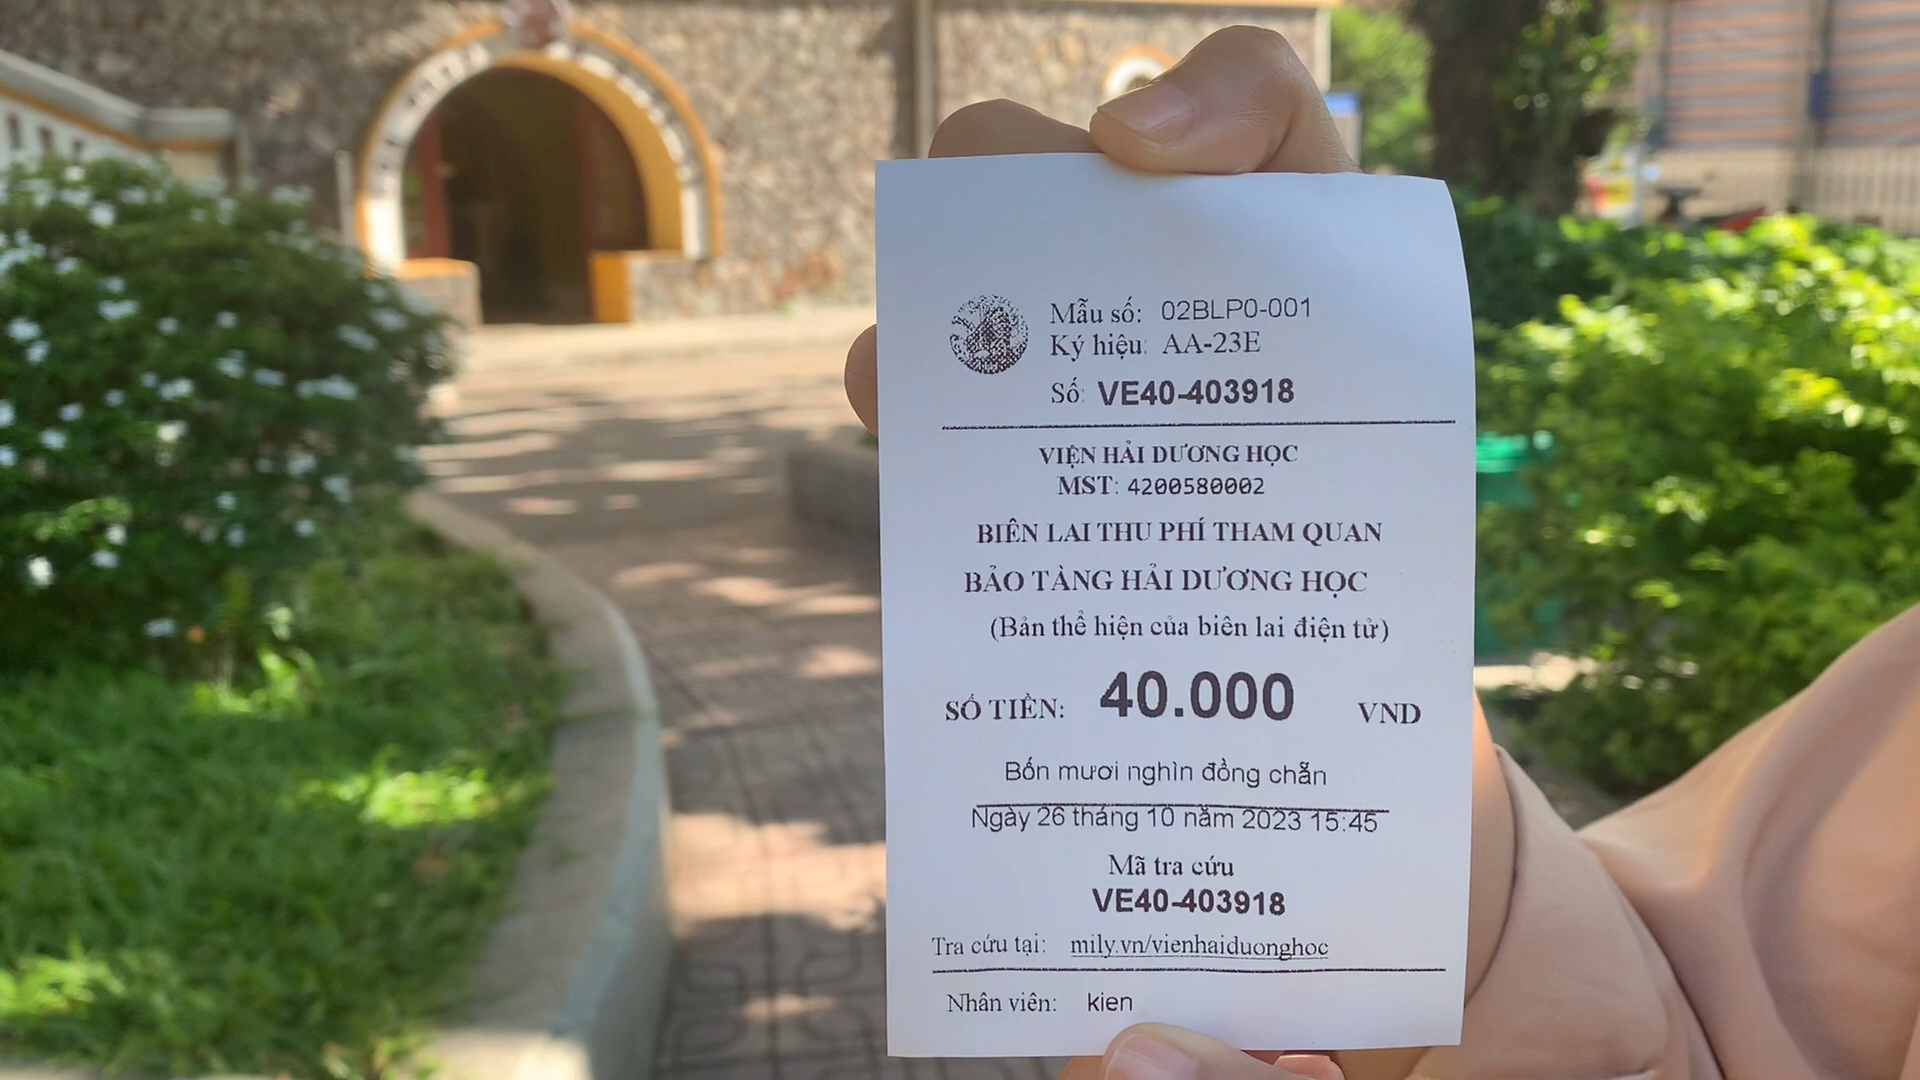 Mẫu số: 02BLP0-001
Ký hiệu: AA-23E
Số: VE40-403918
VIỆN HẢI DƯƠNG HỌC
MST: 4200580002
BIÊN LAI THU PHÍ THAM QUAN
BẢO TÀNG HẢI DƯƠNG HỌC
(Bản thể hiện của biên lai điện tử)
SỐ TIỀN: 40.000 VND
Bốn mươi nghìn đồng chẵn
Ngày 26 tháng 10 năm 2023 15:45
Mã tra cứu
VE40-403918
Tra cứu tại: mily.vn/vienhaiduonghoc
Nhân viên: kien